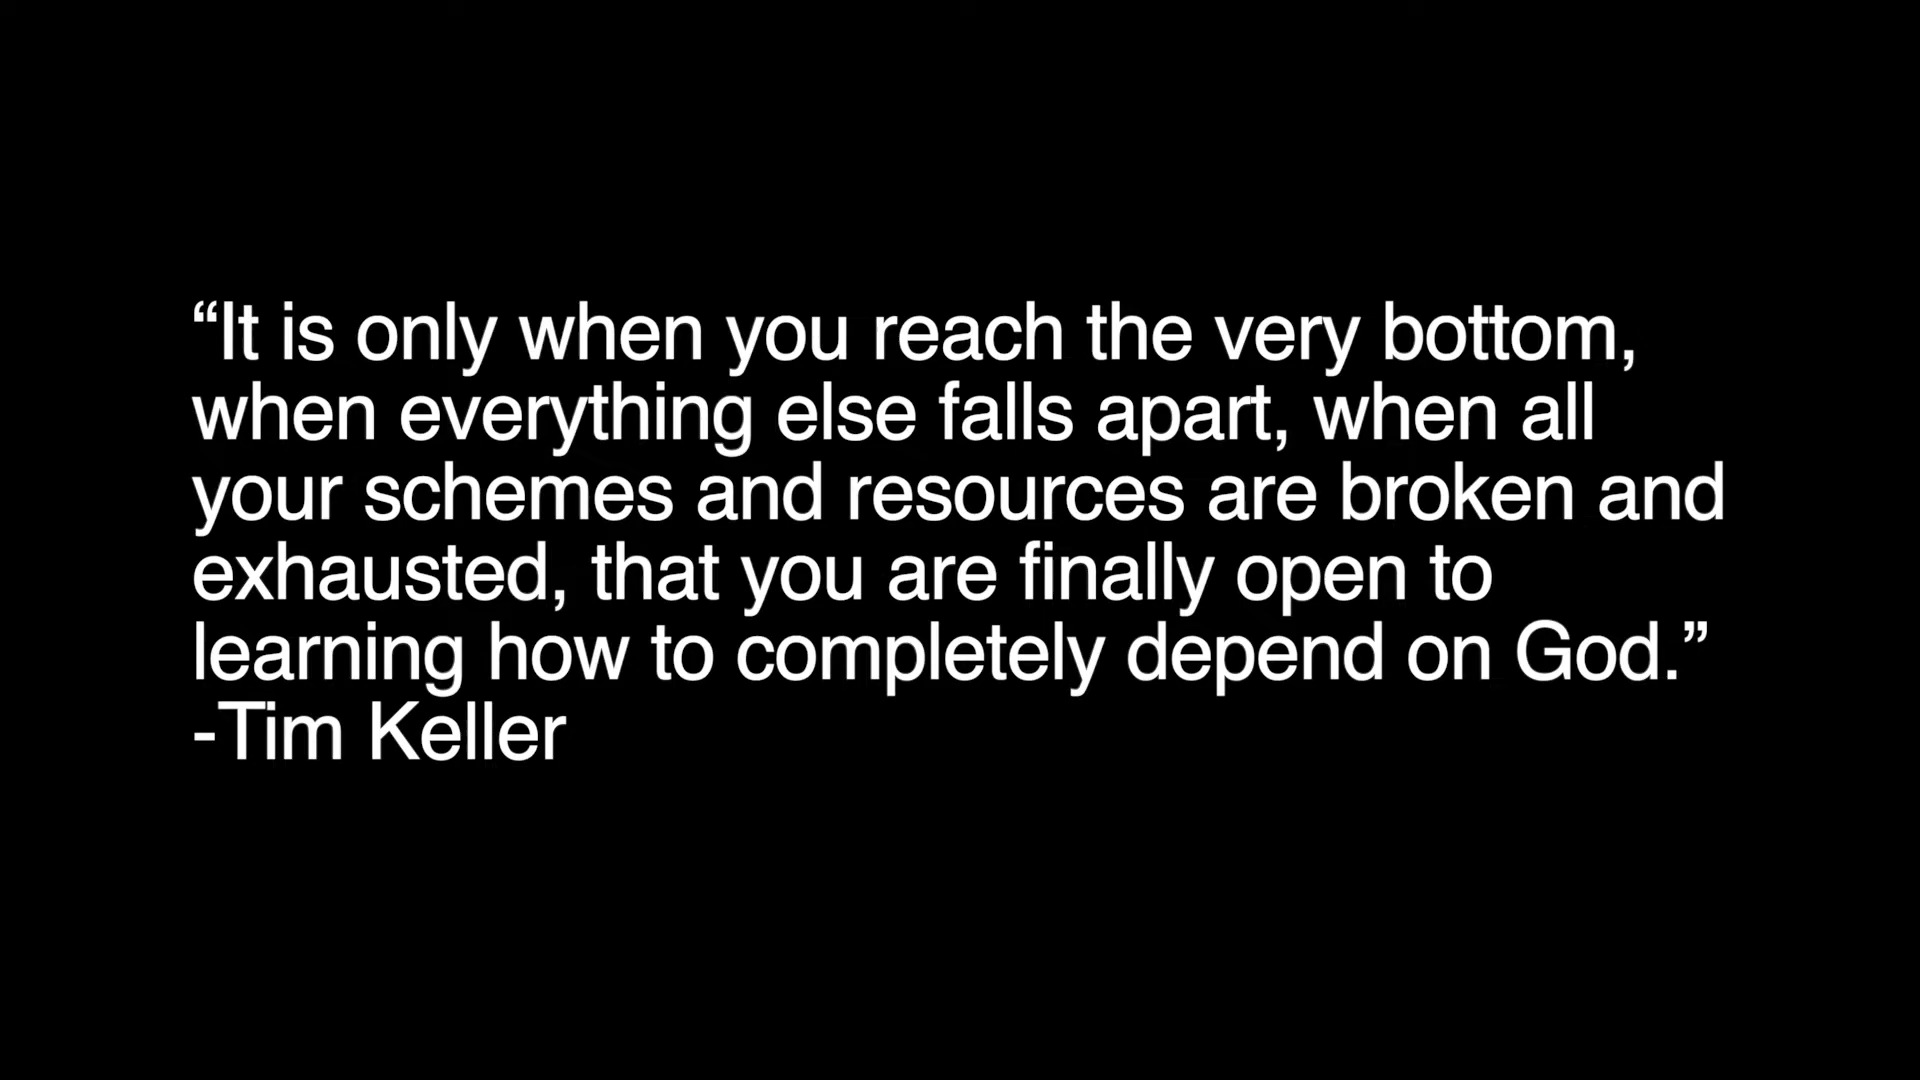 “It is only when you reach the very bottom,
when everything else falls apart, when all
your schemes and resources are broken and
exhausted, that you are finally open to
learning how to completely depend on God.”
-Tim Keller